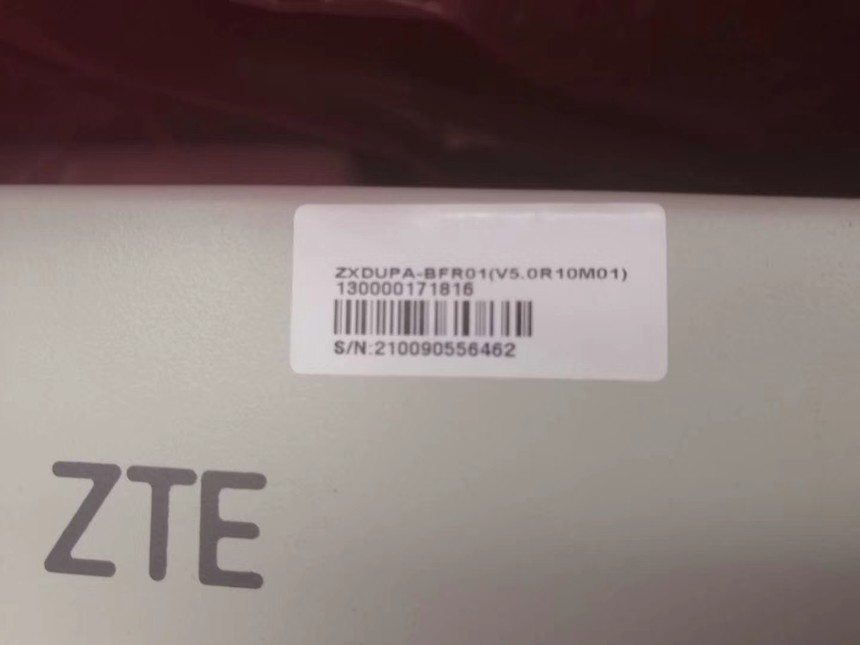 ZXDUPA-BFR01(V5.0R10M01)
130000171816
S/N:210090556462
ZTE